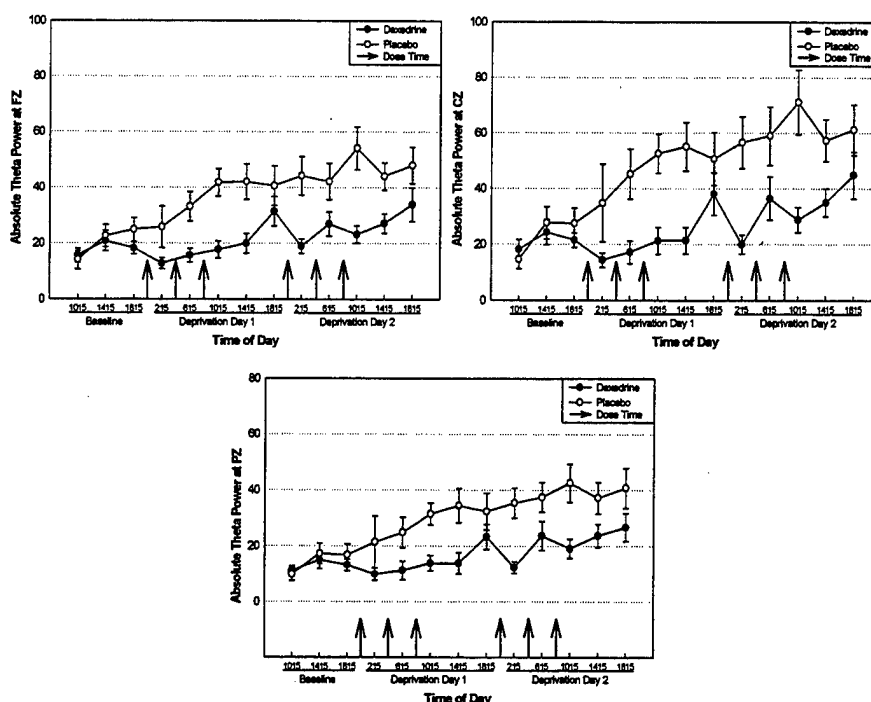 100
80
60
40
20
0
Absolute Theta Power at FZ
Dexedrine
Placebo
Dose Time
1015 1415 1815 215 615 1015 1415 1815 215 615 1015 1415 1815
Baseline Deprivation Day 1 Deprivation Day 2
Time of Day
100
80
60
40
20
0
Absolute Theta Power at CZ
Dexedrine
Placebo
Dose Time
1015 1415 1815 215 615 1015 1415 1815 215 615 1015 1415 1815
Baseline Deprivation Day 1 Deprivation Day 2
Time of Day
80
60
40
20
0
Absolute Theta Power at PZ
Dexedrine
Placebo
Dose Time
1015 1415 1815 215 615 1015 1415 1815 215 615 1015 1415 1815
Baseline Deprivation Day 1 Deprivation Day 2
Time of Day